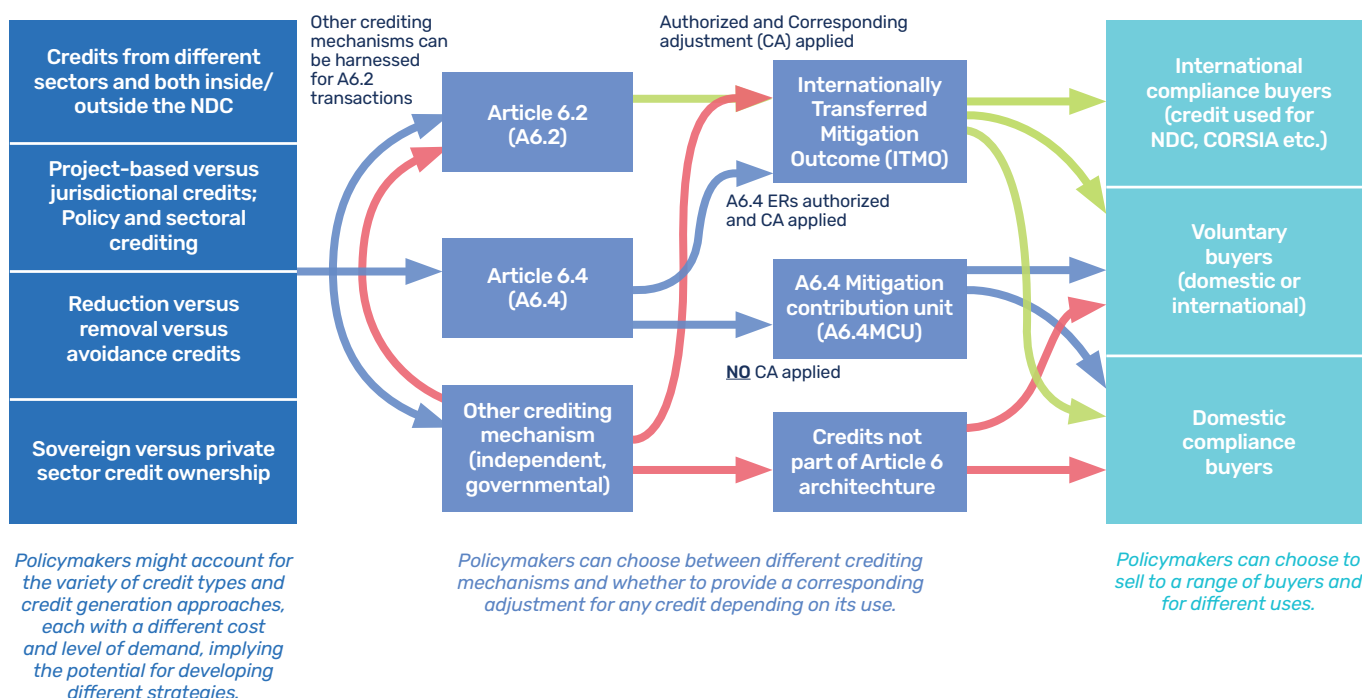 Credits from different
sectors and both inside/
outside the NDC
Project-based versus
jurisdictional credits;
Policy and sectoral
crediting
Reduction versus
removal versus
avoidance credits
Sovereign versus private
sector credit ownership
Policymakers might account for
the variety of credit types and
credit generation approaches,
each with a different cost
and level of demand, implying
the potential for developing
different strategies.
Other crediting
mechanisms can
be harnessed
for A6.2
transactions
Article 6.2
(A6.2)
Article 6.4
(A6.4)
Other crediting
mechanism
(independent,
governmental)
Authorized and Corresponding
adjustment (CA) applied
Internationally
Transferred
Mitigation
Outcome (ITMO)
A6.4 ERs authorized
and CA applied
A6.4 Mitigation
contribution unit
(A6.4MCU)
NO CA applied
Credits not
part of Article 6
architechture
Policymakers can choose between different crediting
mechanisms and whether to provide a corresponding
adjustment for any credit depending on its use.
International
compliance buyers
(credit used for
NDC, CORSIA etc.)
Voluntary
buyers
(domestic or
international)
Domestic
compliance
buyers
Policymakers can choose to
sell to a range of buyers and
for different uses.